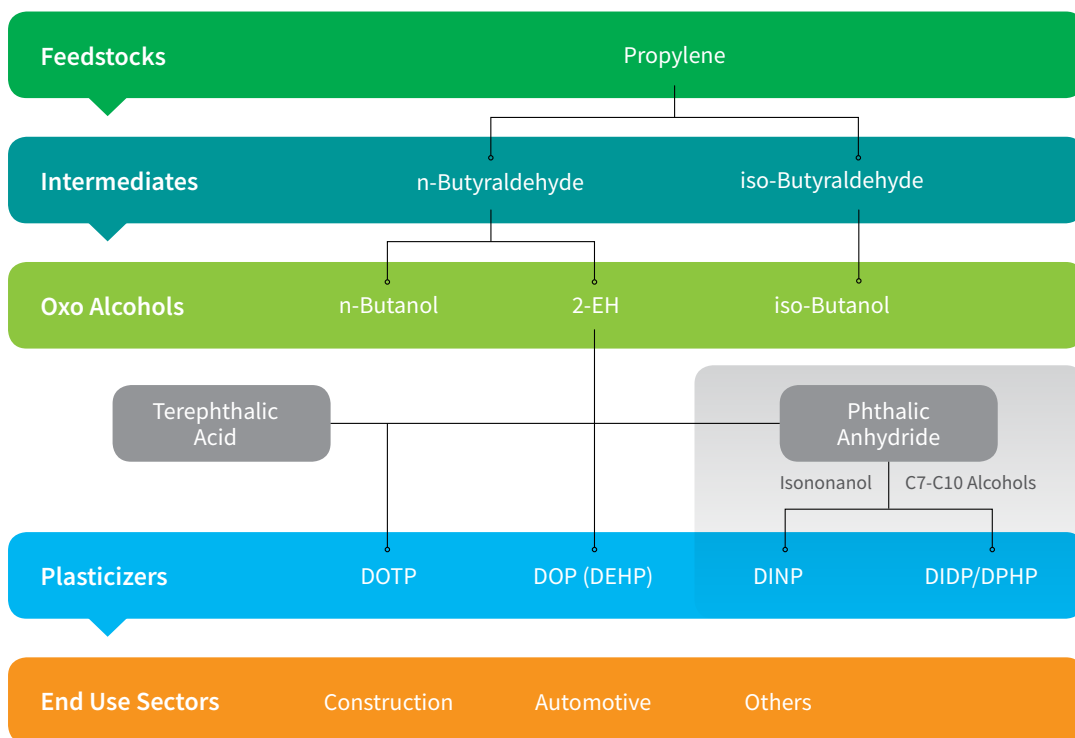 Feedstocks
Propylene
Intermediates
n-Butyraldehyde
iso-Butyraldehyde
Oxo Alcohols
n-Butanol
2-EH
iso-Butanol
Terephthalic
Acid
Phthalic
Anhydride
Isononanol
C7-C10 Alcohols
Plasticizers
DOTP
DOP (DEHP)
DINP
DIDP/DPHP
End Use Sectors
Construction
Automotive
Others